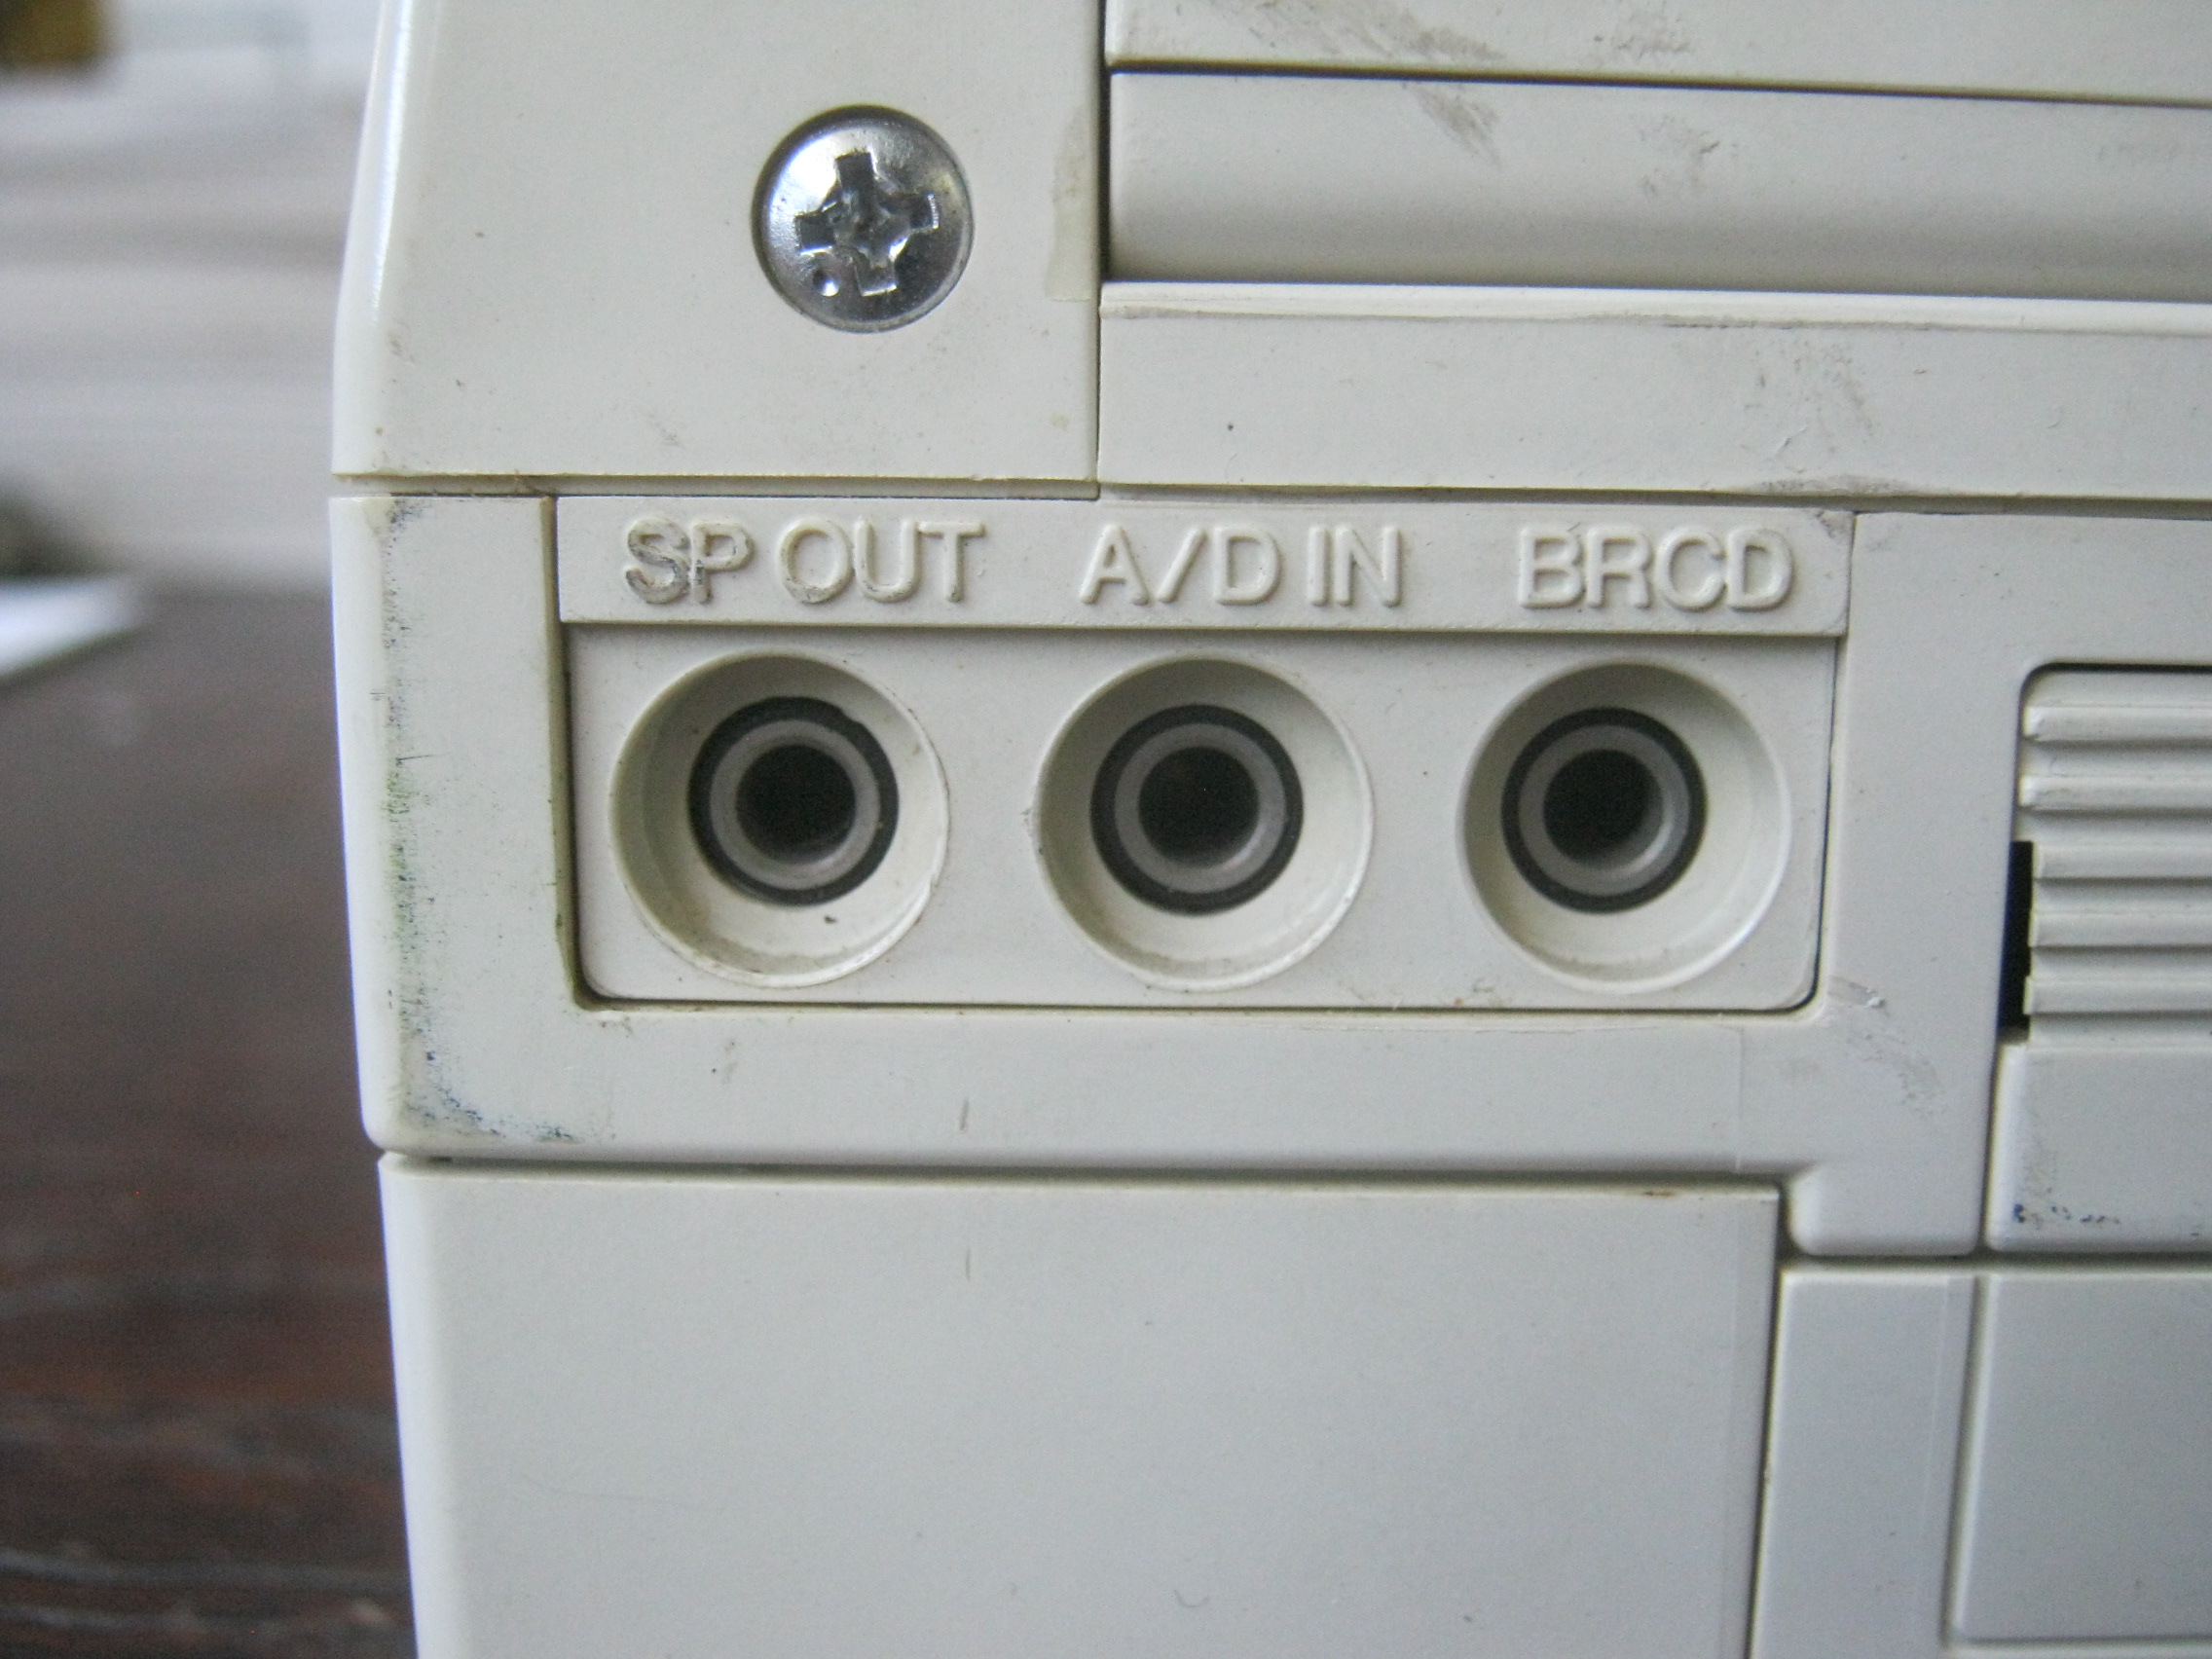 SP OUT A/D IN BRCD